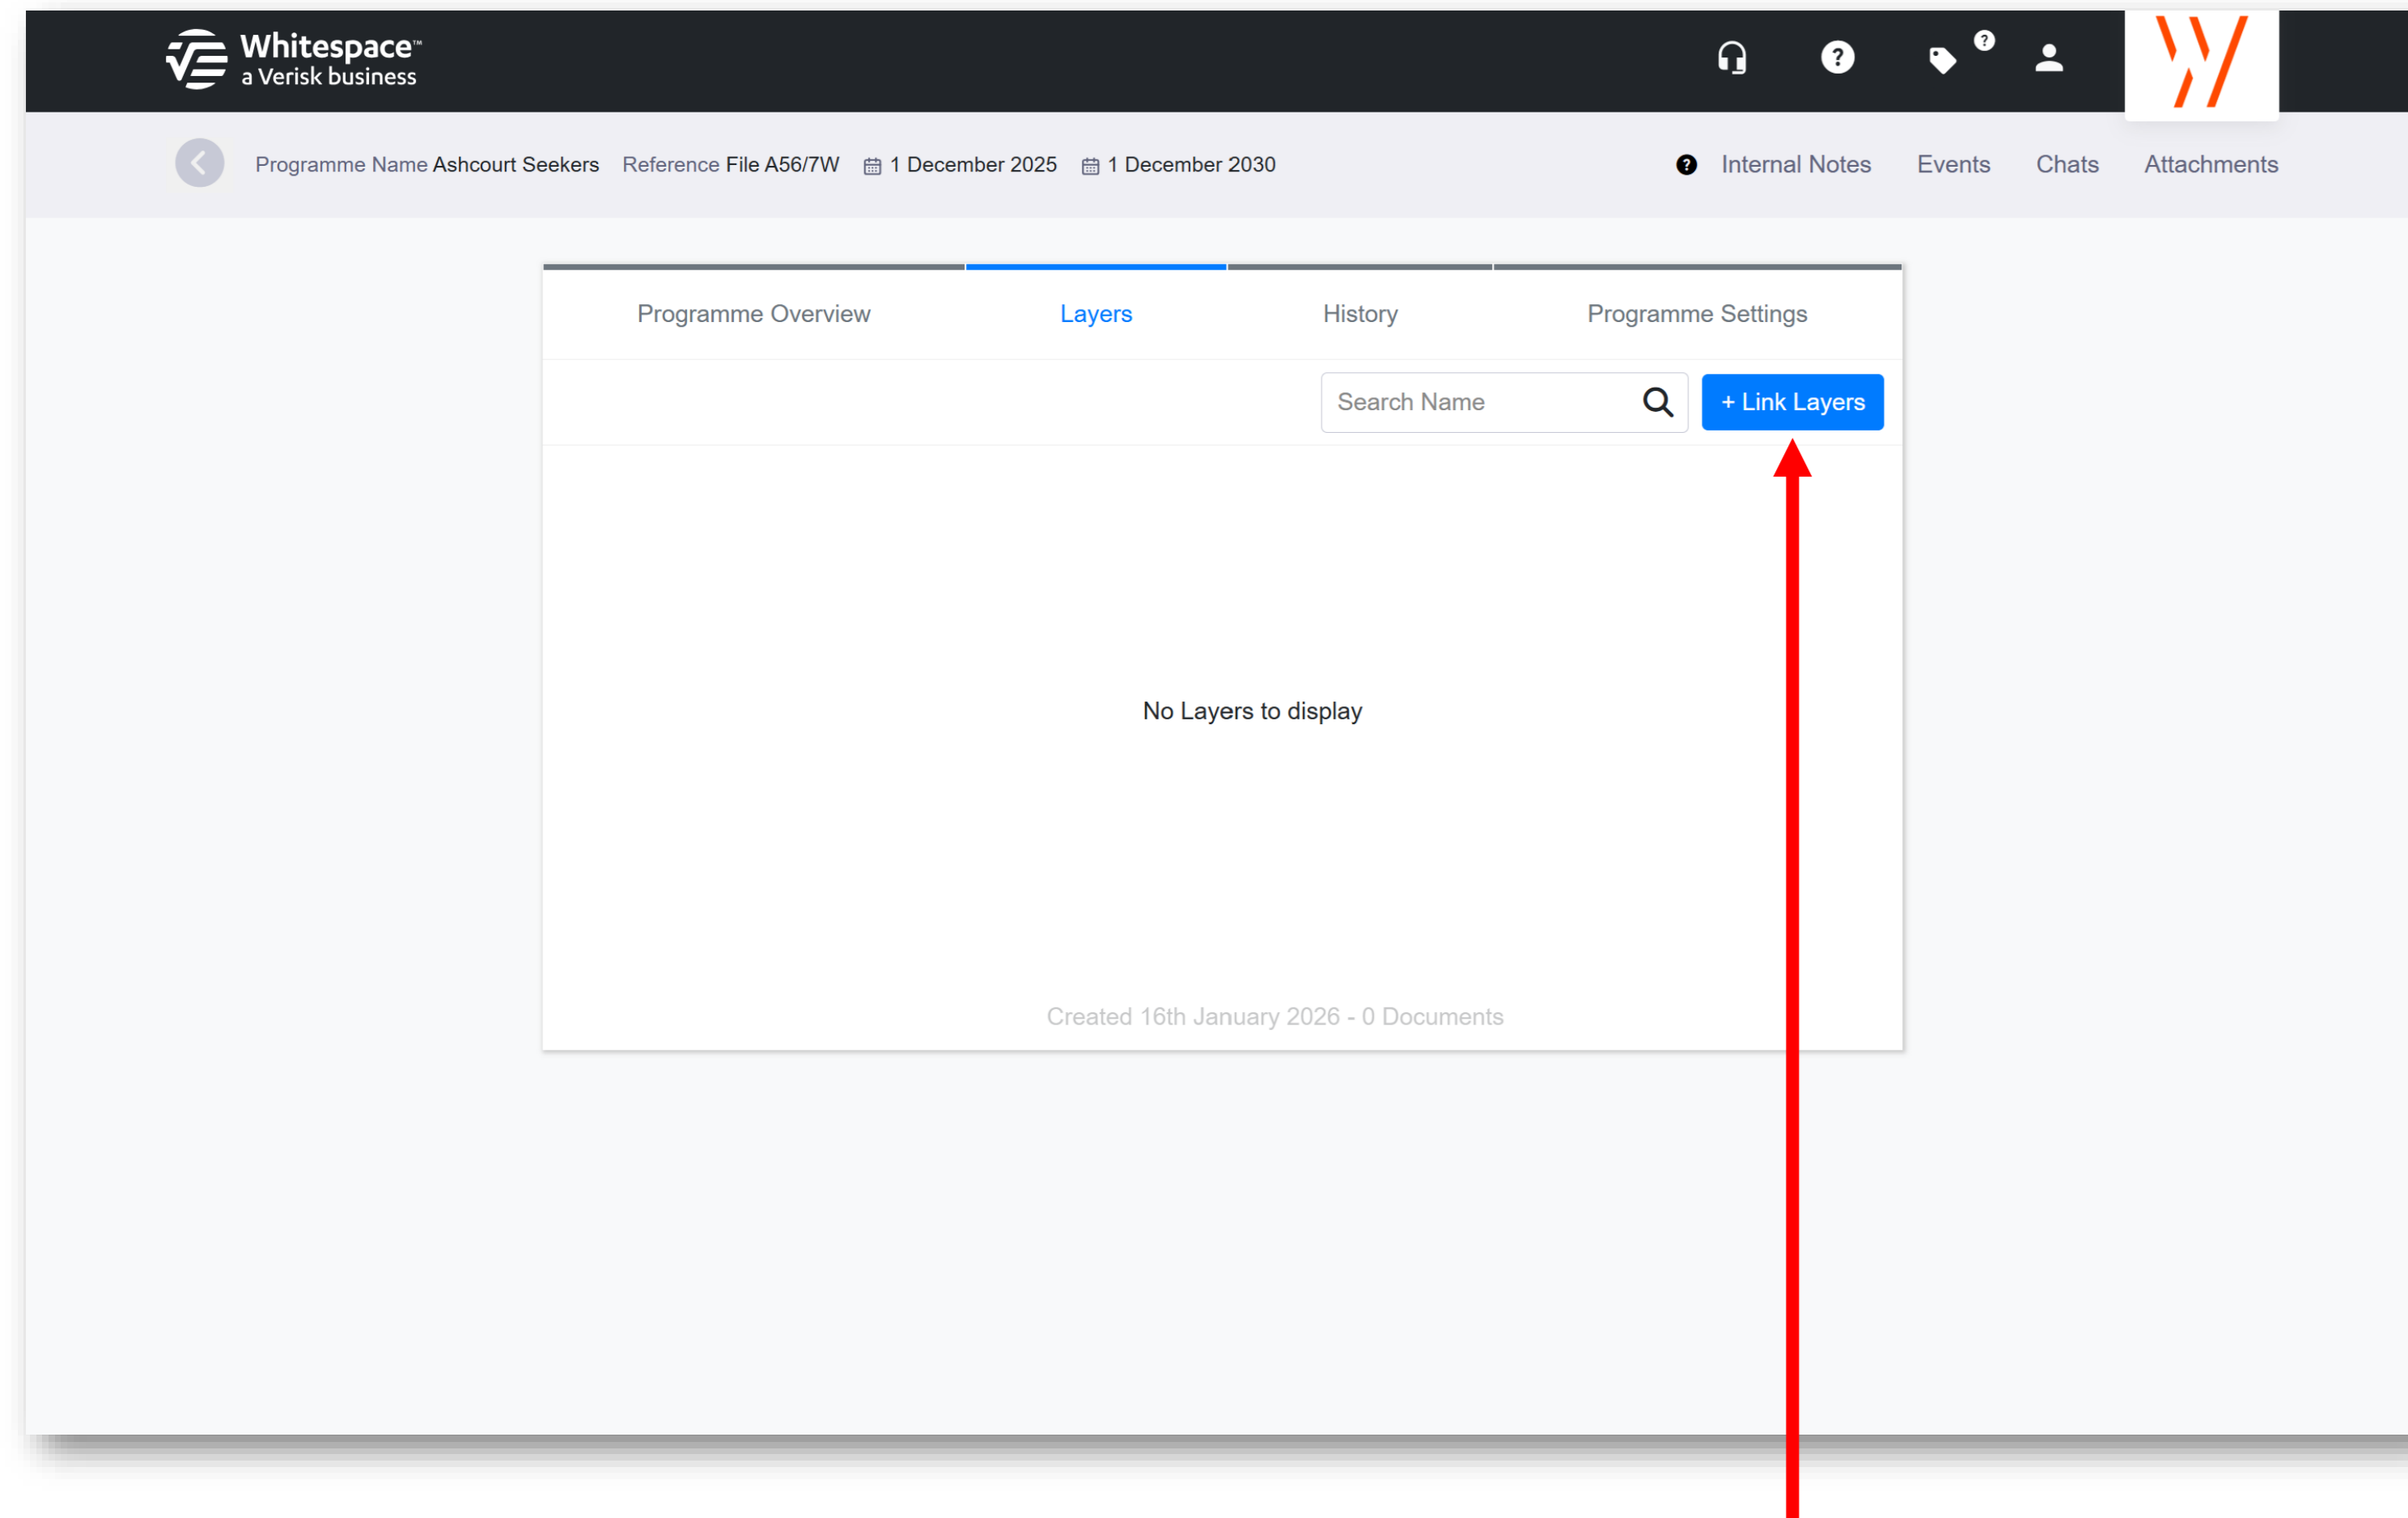 Whitespace™
a Verisk business
Programme Name Ashcourt Seekers Reference File A56/7W 1 December 2025 1 December 2030 Internal Notes Events Chats Attachments
Programme Overview Layers History Programme Settings
Search Name + Link Layers
No Layers to display
Created 16th January 2026 - 0 Documents